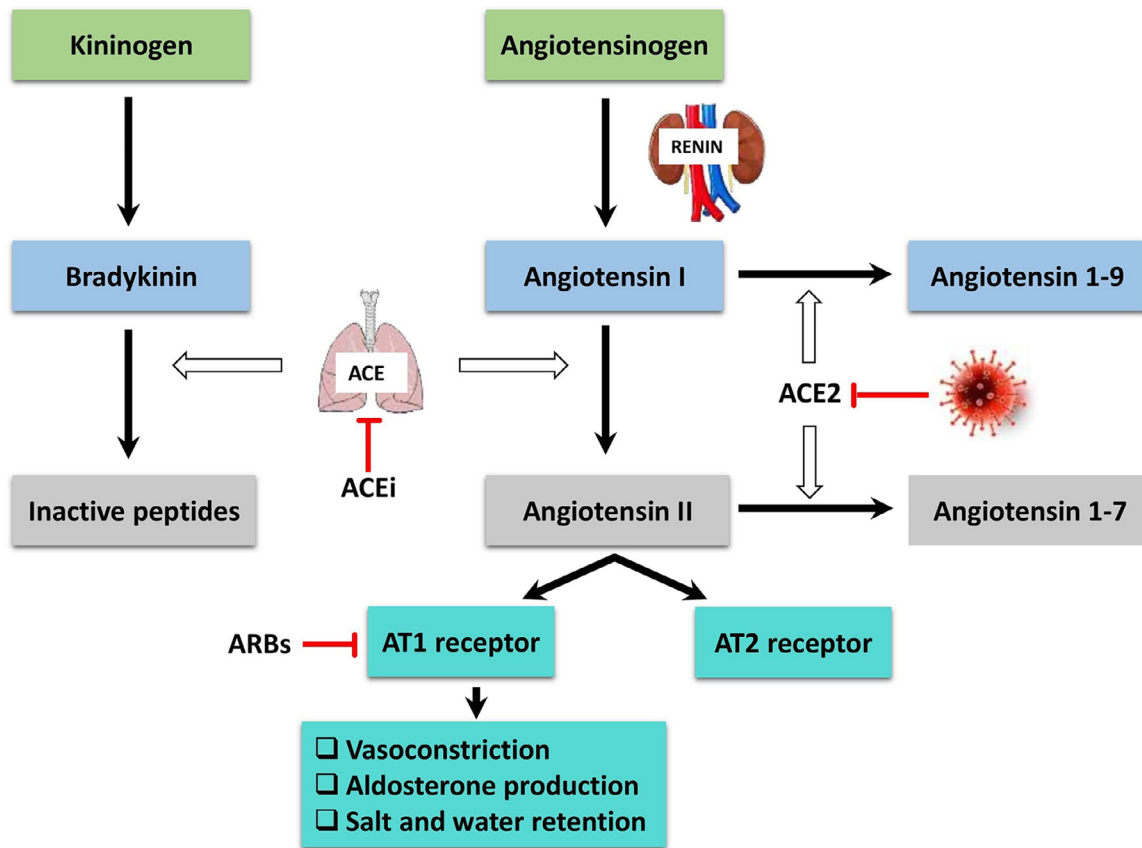 Kininogen
Angiotensinogen
RENIN
Bradykinin
Angiotensin I
Angiotensin 1-9
ACE
ACE2
ACEi
Inactive peptides
Angiotensin II
Angiotensin 1-7
ARBs
AT1 receptor
AT2 receptor
❑ Vasoconstriction
❑ Aldosterone production
❑ Salt and water retention